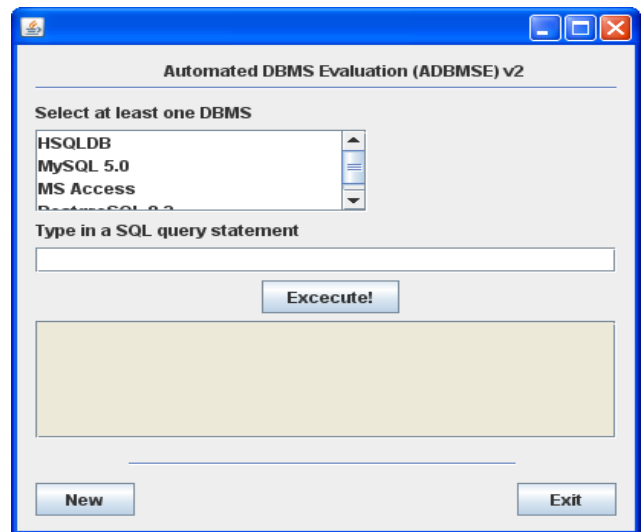 Automated DBMS Evaluation (ADBMSE) v2
Select at least one DBMS
HSQLDB
MySQL 5.0
MS Access
Type in a SQL query statement
Excecute!
New
Exit